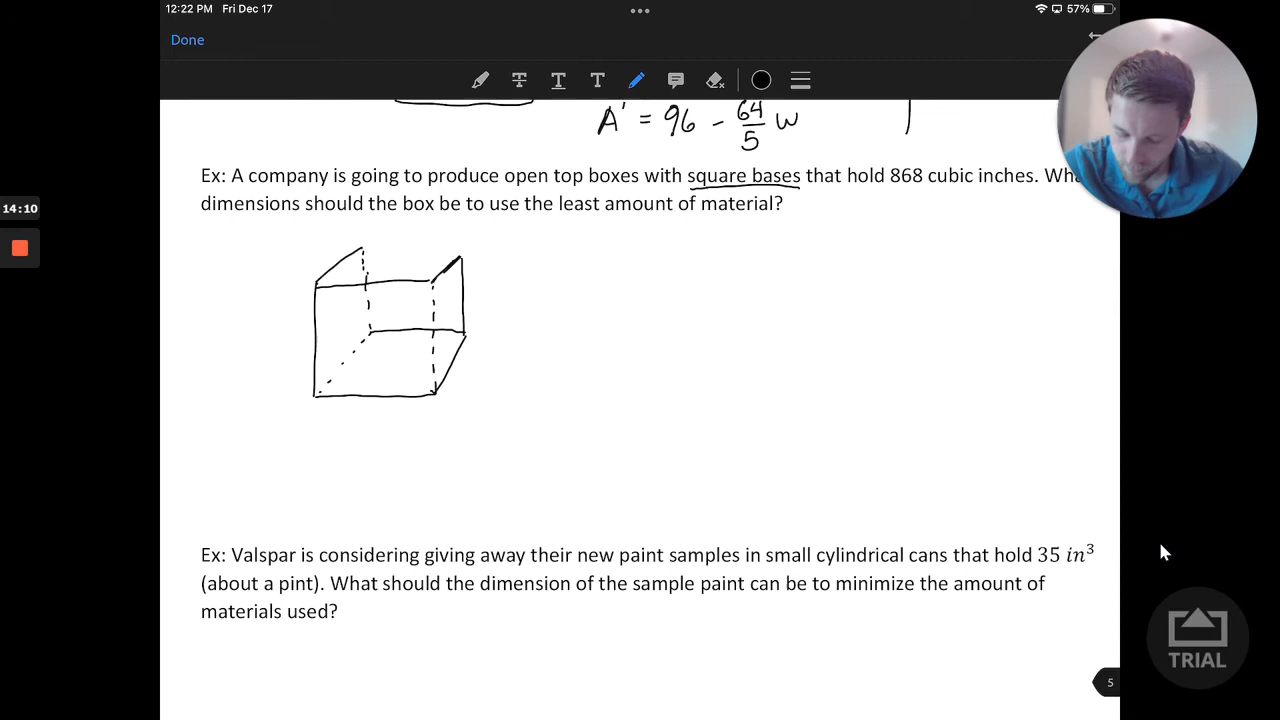 12:22 PM Fri Dec 17
57%
Done
A' = 96 - 64/5 w
Ex: A company is going to produce open top boxes with square bases that hold 868 cubic inches.
dimensions should the box be to use the least amount of material?
14:10
Ex: Valspar is considering giving away their new paint samples in small cylindrical cans that hold 35 in³
(about a pint). What should the dimension of the sample paint can be to minimize the amount of
materials used?
TRIAL
5